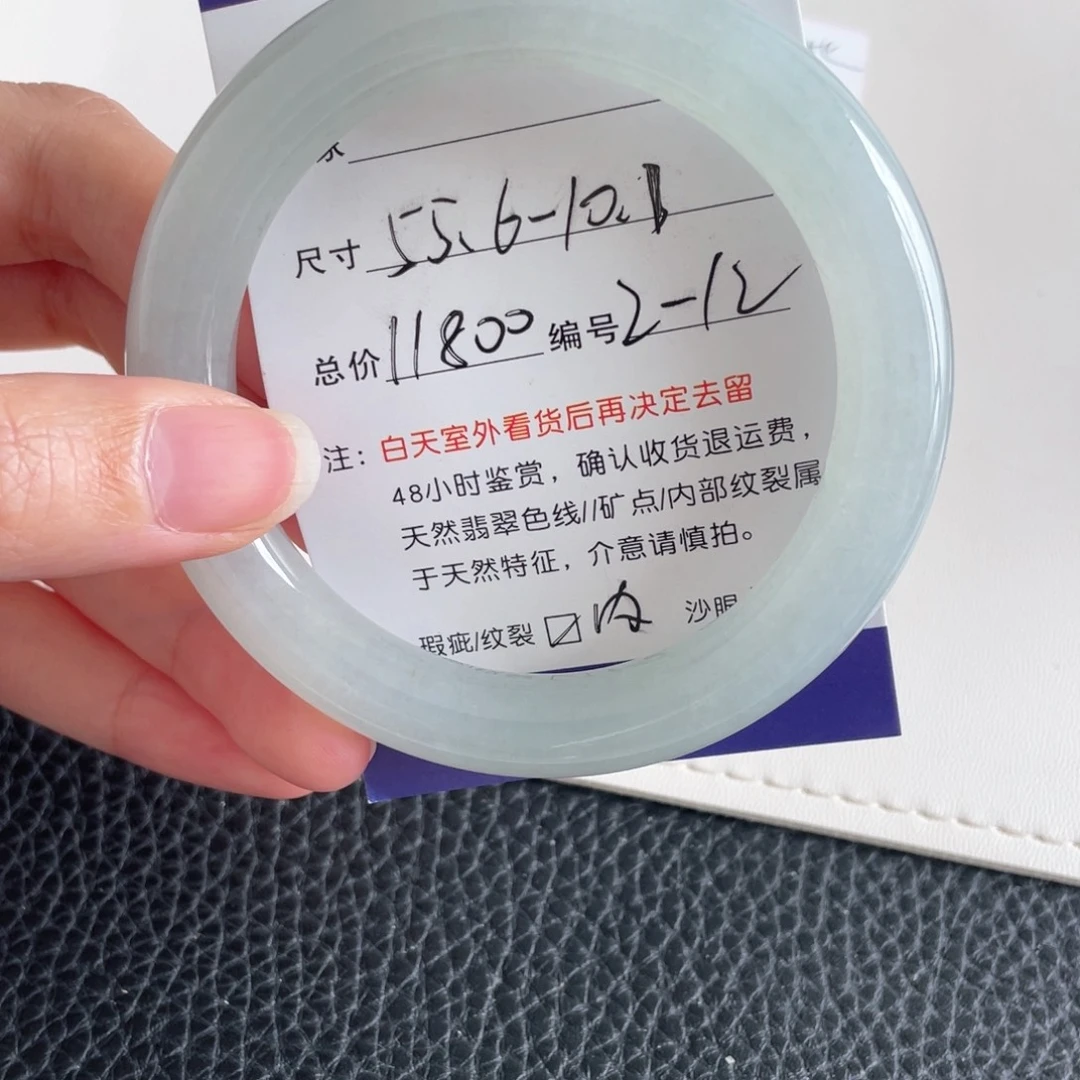 尺寸 55.6-10.1
总价 11800 编号 2-12
注：白天室外看货后再决定去留
48小时鉴赏，确认收货退运费，
天然翡翠色线//矿点/内部纹裂属
于天然特征，介意请慎拍。
瑕疵/纹裂 ☑ 内 沙眼